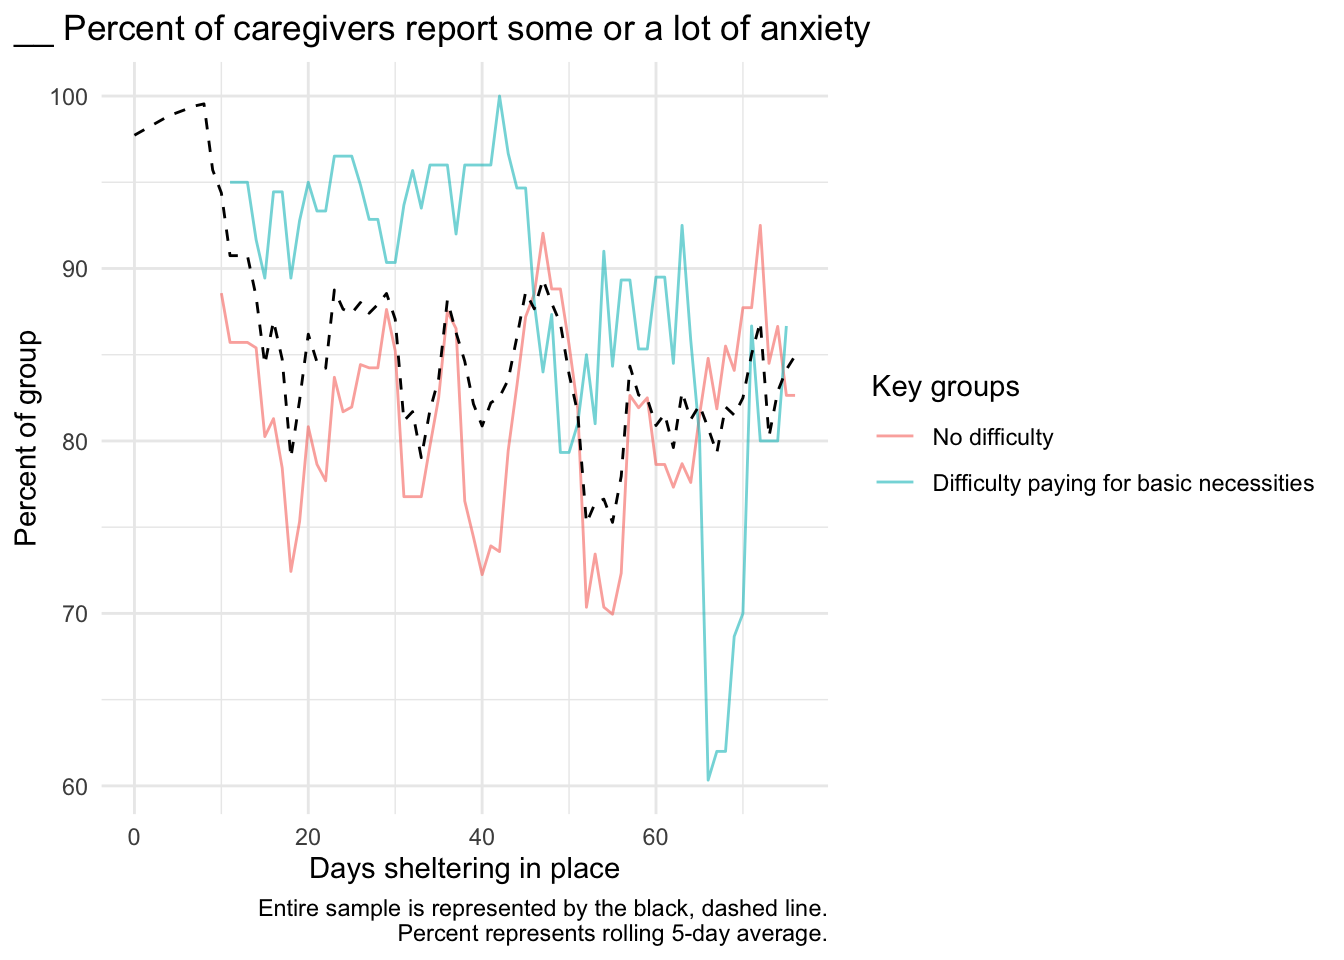 __ Percent of caregivers report some or a lot of anxiety
100
90
80
70
60
Percent of group
0 20 40 60
Days sheltering in place
Key groups
No difficulty
Difficulty paying for basic necessities
Entire sample is represented by the black, dashed line.
Percent represents rolling 5-day average.